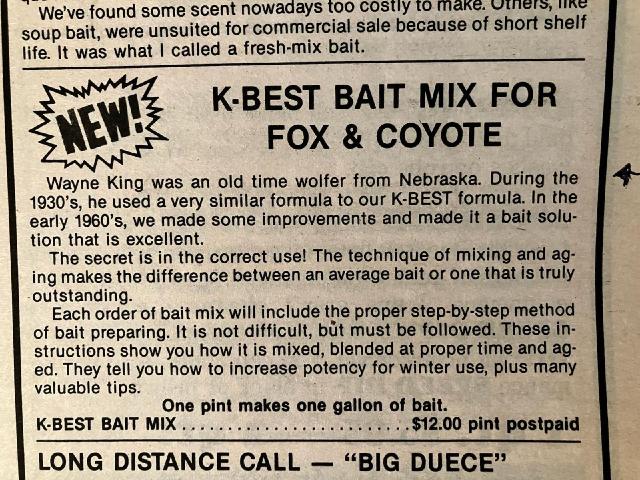 We've found some scent nowadays too costly to make. Others, like
soup bait, were unsuited for commercial sale because of short shelf
life. It was what I called a fresh-mix bait.
NEW!
K-BEST BAIT MIX FOR
FOX & COYOTE
Wayne King was an old time wolfer from Nebraska. During the
1930's, he used a very similar formula to our K-BEST formula. In the
early 1960's, we made some improvements and made it a bait solu-
tion that is excellent.
The secret is in the correct use! The technique of mixing and ag-
ing makes the difference between an average bait or one that is truly
outstanding.
Each order of bait mix will include the proper step-by-step method
of bait preparing. It is not difficult, but must be followed. These in-
structions show you how it is mixed, blended at proper time and ag-
ed. They tell you how to increase potency for winter use, plus many
valuable tips.
One pint makes one gallon of bait.
K-BEST BAIT MIX ........................$12.00 pint postpaid
LONG DISTANCE CALL — "BIG DUECE"